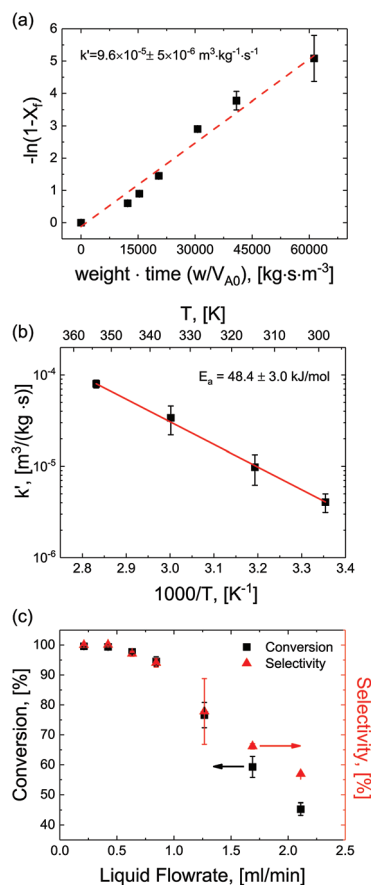 (a)
k'=9.6×10⁻⁵± 5×10⁻⁶ m³·kg⁻¹·s⁻¹
-ln(1-X_f)
6
5
4
3
2
1
0
0 15000 30000 45000 60000
weight · time (w/V_A0), [kg·s·m⁻³]
(b)
T, [K]
360 350 340 330 320 310 300
E_a = 48.4 ± 3.0 kJ/mol
k', [m³/(kg ·s)]
10⁻⁴
10⁻⁵
10⁻⁶
2.8 2.9 3.0 3.1 3.2 3.3 3.4
1000/T, [K⁻¹]
(c)
Conversion
Selectivity
Conversion, [%]
100
90
80
70
60
50
40
Selectivity, [%]
0.0 0.5 1.0 1.5 2.0 2.5
Liquid Flowrate, [ml/min]